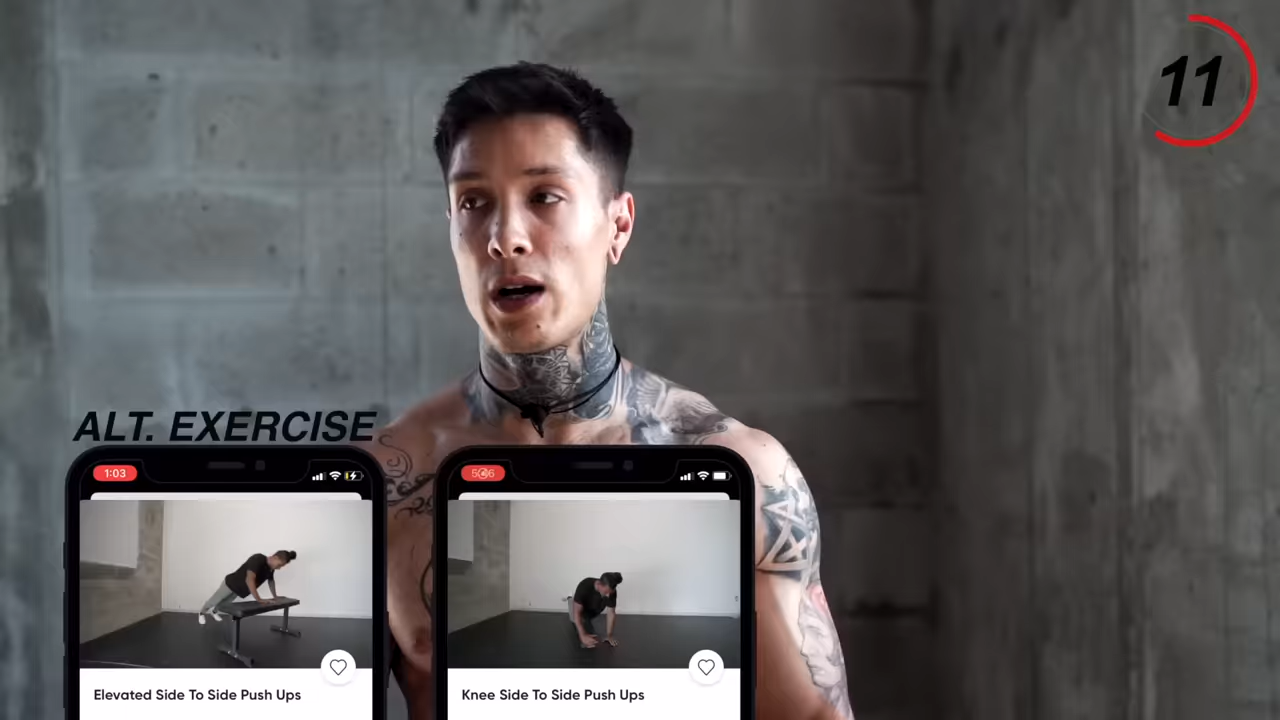 11
ALT. EXERCISE
1:03
Elevated Side To Side Push Ups
Knee Side To Side Push Ups